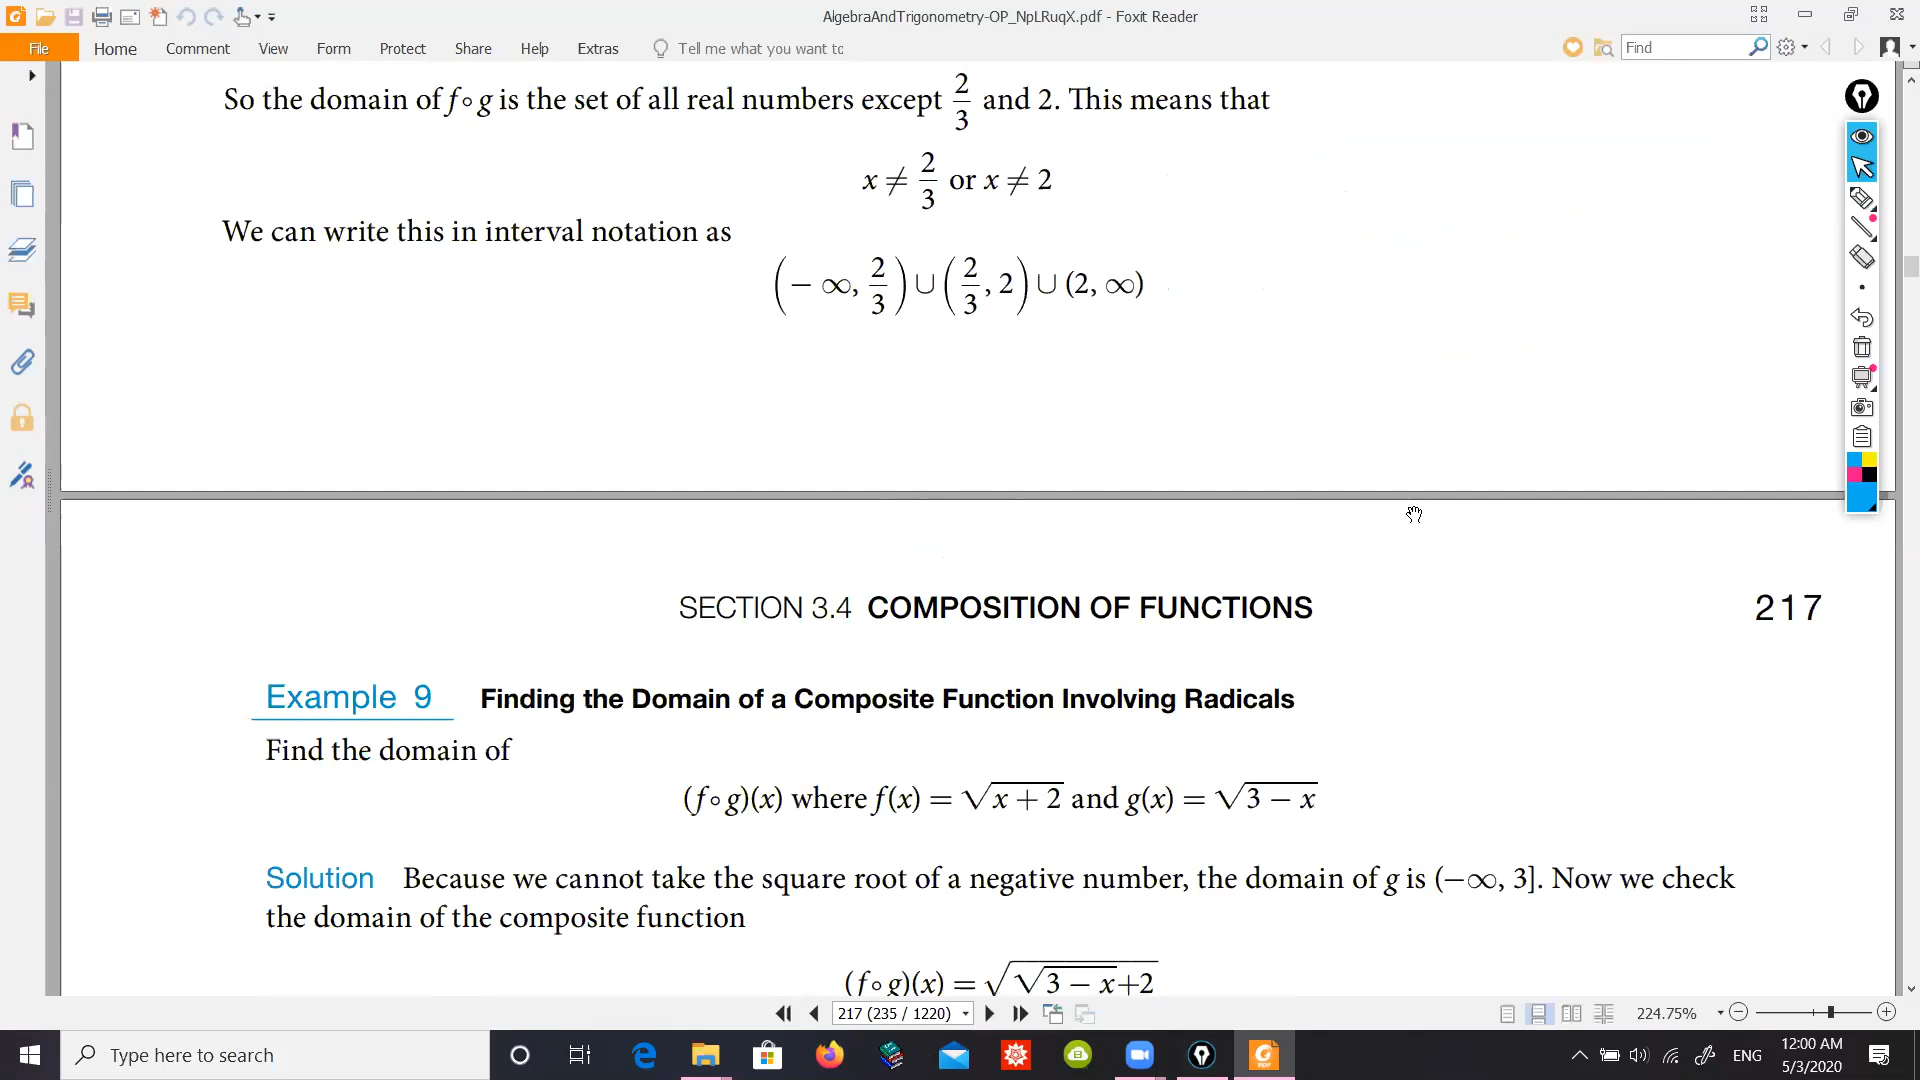 AlgebraAndTrigonometry-OP_NpLRuqX.pdf - Foxit Reader
File Home Comment View Form Protect Share Help Extras Tell me what you want to Find
So the domain of f∘g is the set of all real numbers except 2/3 and 2. This means that
x ≠ 2/3 or x ≠ 2
We can write this in interval notation as
(− ∞, 2/3) ∪ (2/3, 2) ∪ (2, ∞)
SECTION 3.4 COMPOSITION OF FUNCTIONS 217
Example 9 Finding the Domain of a Composite Function Involving Radicals
Find the domain of
(f∘g)(x) where f(x) = √(x + 2) and g(x) = √(3 − x)
Solution Because we cannot take the square root of a negative number, the domain of g is (−∞, 3]. Now we check
the domain of the composite function
(f∘g)(x) = √(√(3 − x)+2)
217 (235 / 1220) 224.75%
Type here to search ENG 12:00 AM
5/3/2020